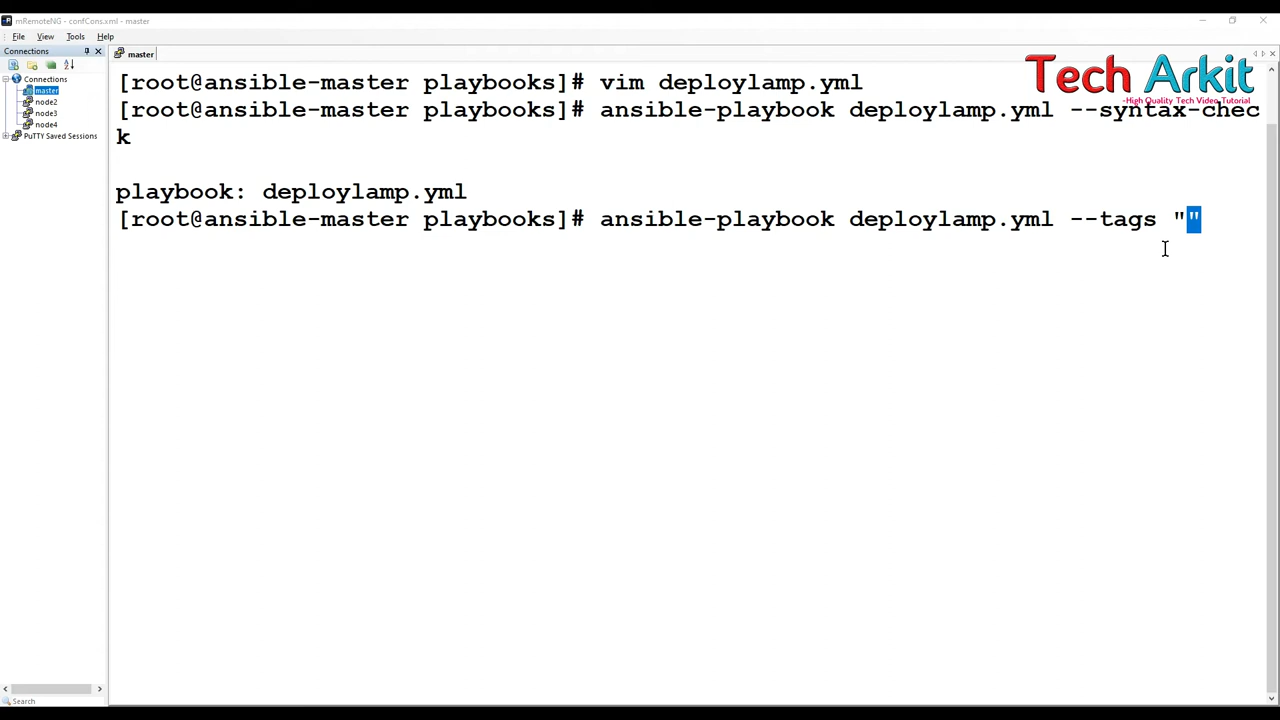 mRemoteNG - confCons.xml - master
File View Tools Help
Connections
master
Connections
master
node2
node3
node4
PuTTY Saved Sessions
Search
Tech Arkit
-High Quality Tech Video Tutorial
[root@ansible-master playbooks]# vim deploylamp.yml
[root@ansible-master playbooks]# ansible-playbook deploylamp.yml --syntax-chec
k
playbook: deploylamp.yml
[root@ansible-master playbooks]# ansible-playbook deploylamp.yml --tags ""